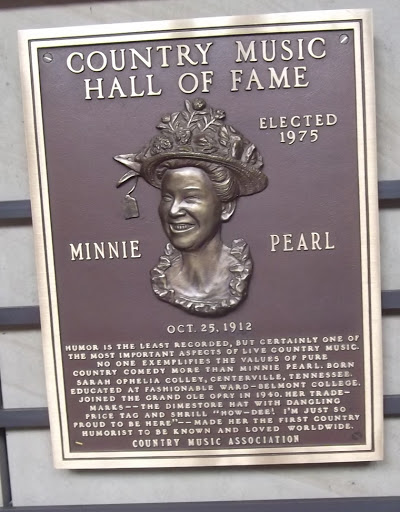 COUNTRY MUSIC
HALL OF FAME
ELECTED
1975
MINNIE PEARL
OCT. 25, 1912
HUMOR IS THE LEAST RECORDED, BUT CERTAINLY ONE OF
THE MOST IMPORTANT ASPECTS OF LIVE COUNTRY MUSIC.
NO ONE EXEMPLIFIES THE VALUES OF PURE
COUNTRY COMEDY MORE THAN MINNIE PEARL. BORN
SARAH OPHELIA COLLEY, CENTERVILLE, TENNESSEE.
EDUCATED AT FASHIONABLE WARD-BELMONT COLLEGE.
JOINED THE GRAND OLE OPRY IN 1940. HER TRADE-
MARKS--THE DIMESTORE HAT WITH DANGLING
PRICE TAG AND SHRILL "HOW-DEE! I'M JUST SO
PROUD TO BE HERE"--MADE HER THE FIRST COUNTRY
HUMORIST TO BE KNOWN AND LOVED WORLDWIDE.
COUNTRY MUSIC ASSOCIATION